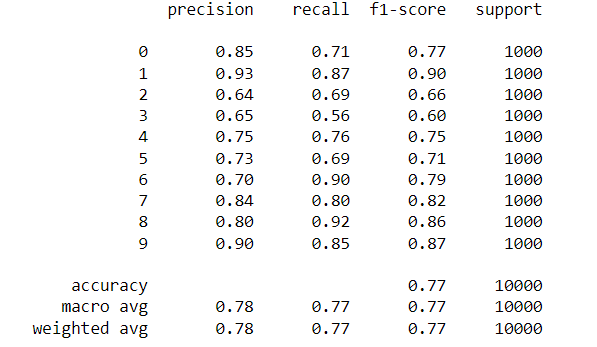 precision recall f1-score support
0 0.85 0.71 0.77 1000
1 0.93 0.87 0.90 1000
2 0.64 0.69 0.66 1000
3 0.65 0.56 0.60 1000
4 0.75 0.76 0.75 1000
5 0.73 0.69 0.71 1000
6 0.70 0.90 0.79 1000
7 0.84 0.80 0.82 1000
8 0.80 0.92 0.86 1000
9 0.90 0.85 0.87 1000
accuracy 0.77 10000
macro avg 0.78 0.77 0.77 10000
weighted avg 0.78 0.77 0.77 10000